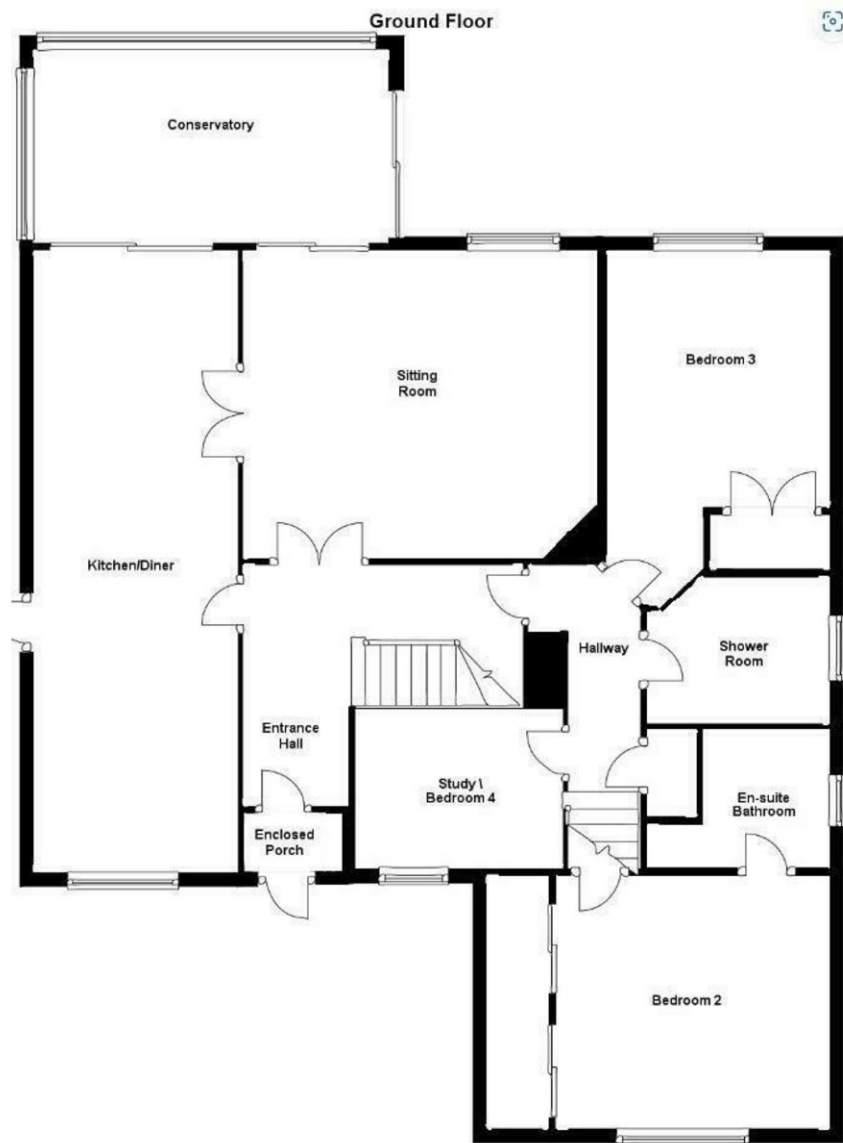 Ground Floor
Conservatory
Sitting
Room
Bedroom 3
Kitchen/Diner
Hallway
Shower
Room
Entrance
Hall
Study \
Bedroom 4
En-suite
Bathroom
Enclosed
Porch
Bedroom 2